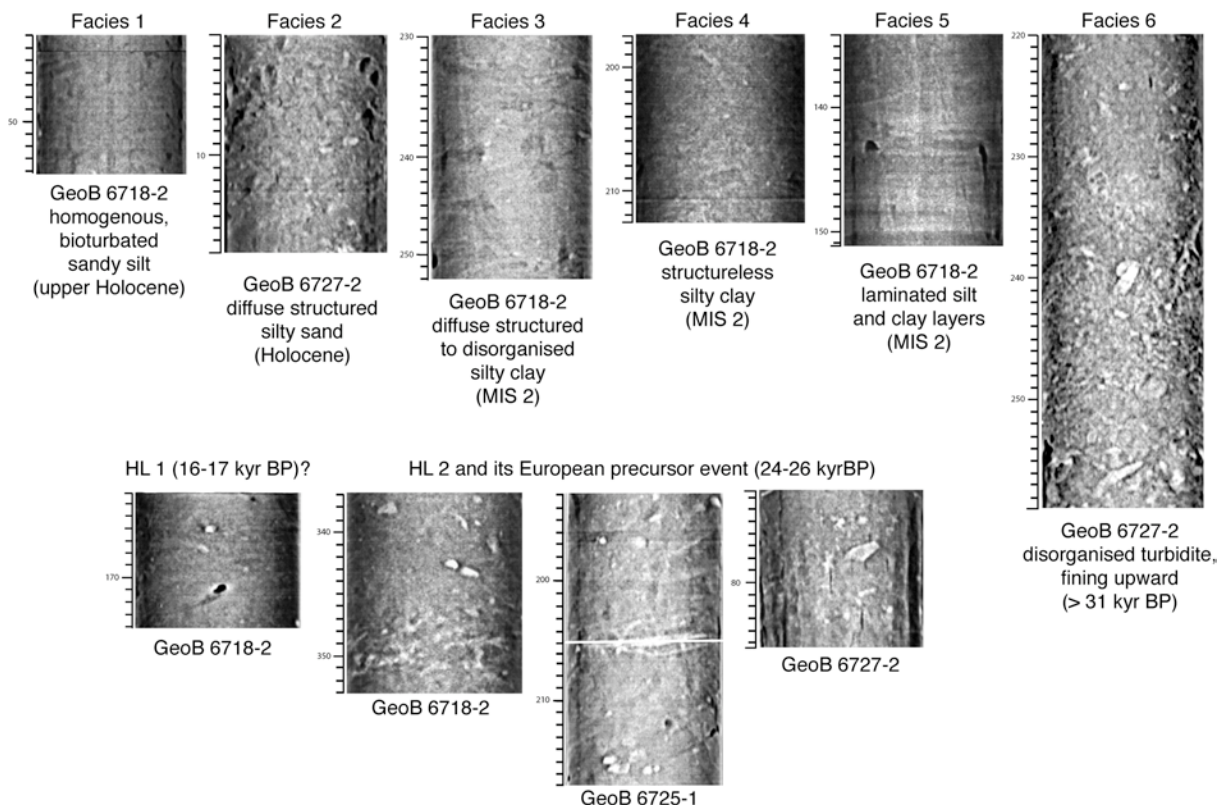 Facies 1
Facies 2
Facies 3
Facies 4
Facies 5
Facies 6
50
GeoB 6718-2
homogenous,
bioturbated
sandy silt
(upper Holocene)
10
GeoB 6727-2
diffuse structured
silty sand
(Holocene)
230
240
250
GeoB 6718-2
diffuse structured
to disorganised
silty clay
(MIS 2)
200
210
GeoB 6718-2
structureless
silty clay
(MIS 2)
140
150
GeoB 6718-2
laminated silt
and clay layers
(MIS 2)
220
230
240
250
GeoB 6727-2
disorganised turbidite,
fining upward
(> 31 kyr BP)
HL 1 (16-17 kyr BP)?
HL 2 and its European precursor event (24-26 kyrBP)
170
GeoB 6718-2
340
350
GeoB 6718-2
200
210
GeoB 6725-1
80
GeoB 6727-2